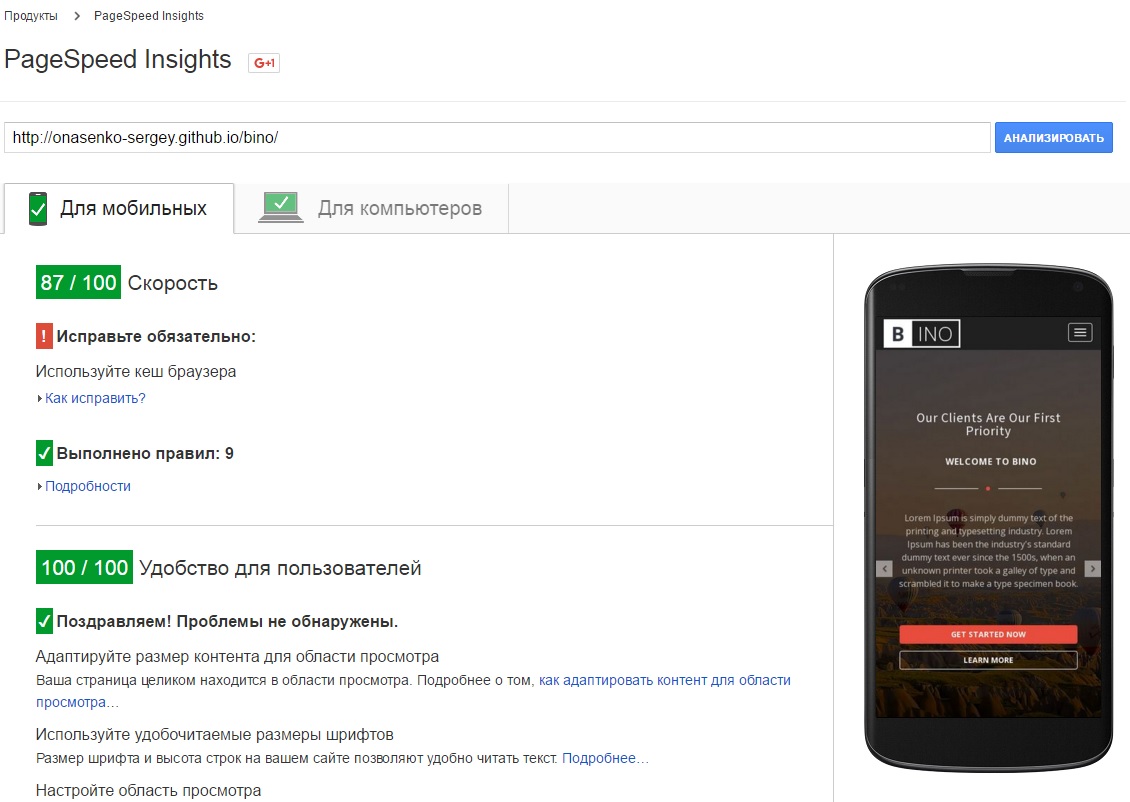 Продукты > PageSpeed Insights
PageSpeed Insights
G+1
http://onasenko-sergey.github.io/bino/
АНАЛИЗИРОВАТЬ
Для мобильных
Для компьютеров
87 / 100 Скорость
! Исправьте обязательно:
Используйте кеш браузера
Как исправить?
Выполнено правил: 9
Подробности
100 / 100 Удобство для пользователей
Поздравляем! Проблемы не обнаружены.
Адаптируйте размер контента для области просмотра
Ваша страница целиком находится в области просмотра. Подробнее о том, как адаптировать контент для области
просмотра…
Используйте удобочитаемые размеры шрифтов
Размер шрифта и высота строк на вашем сайте позволяют удобно читать текст. Подробнее…
Настройте область просмотра
B INO
Our Clients Are Our First
Priority
WELCOME TO BINO
Lorem Ipsum is simply dummy text of the
printing and typesetting industry. Lorem
Ipsum has been the industry's standard
dummy text ever since the 1500s, when an
unknown printer took a galley of type and
scrambled it to make a type specimen book.
GET STARTED NOW
LEARN MORE